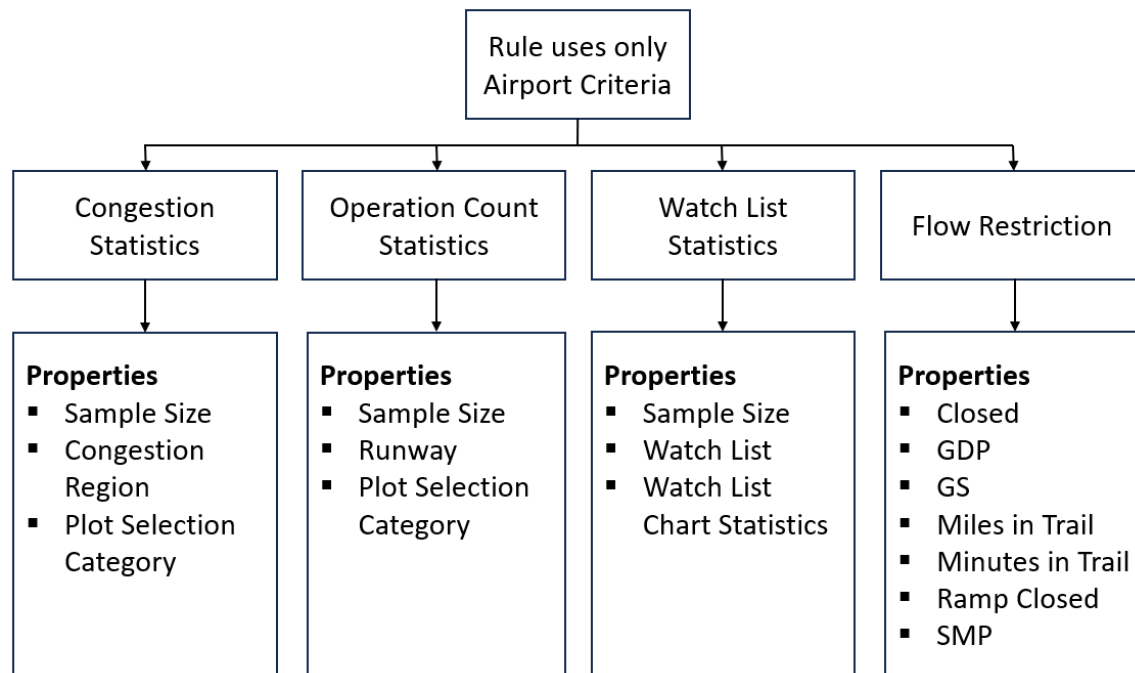 Rule uses only
Airport Criteria
Congestion
Statistics
Operation Count
Statistics
Watch List
Statistics
Flow Restriction
Properties
▪ Sample Size
▪ Congestion
Region
▪ Plot Selection
Category
Properties
▪ Sample Size
▪ Runway
▪ Plot Selection
Category
Properties
▪ Sample Size
▪ Watch List
▪ Watch List
Chart Statistics
Properties
▪ Closed
▪ GDP
▪ GS
▪ Miles in Trail
▪ Minutes in Trail
▪ Ramp Closed
▪ SMP